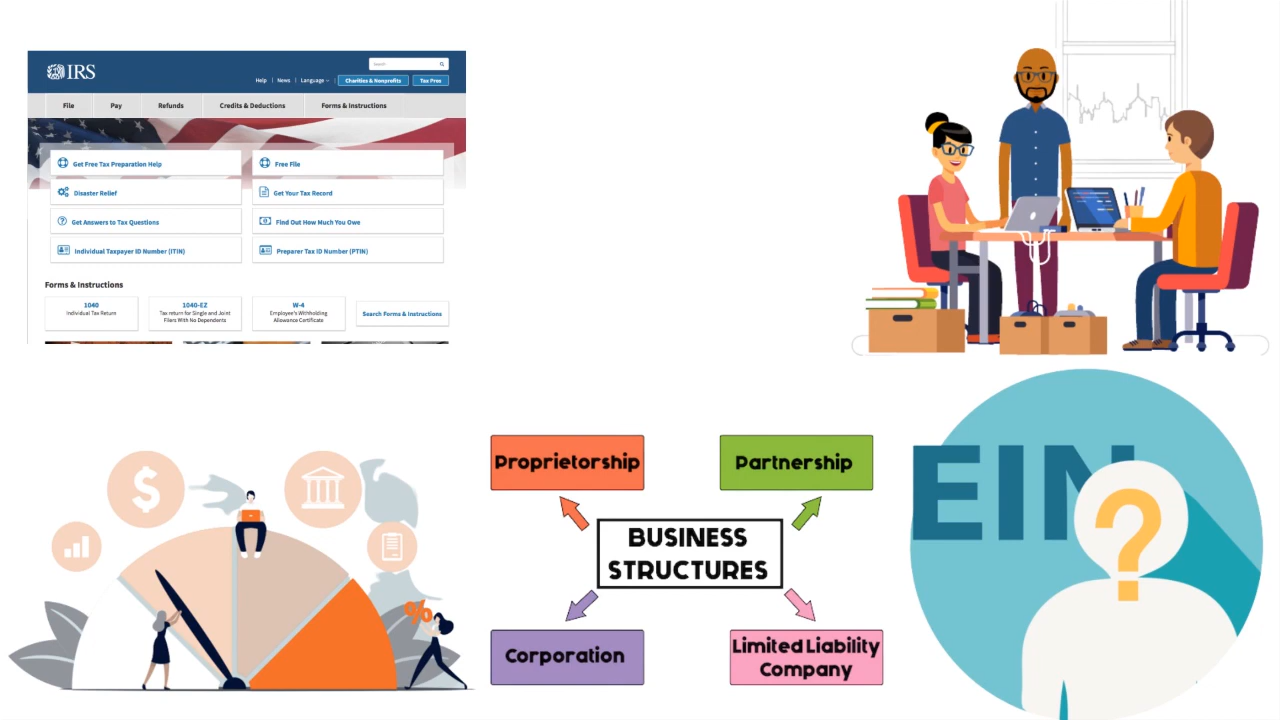 IRS
Search
Help | News | Language | Charities & Nonprofits Tax Pros
File Pay Refunds Credits & Deductions Forms & Instructions
Get Free Tax Preparation Help
Free File
Disaster Relief
Get Your Tax Record
Get Answers to Tax Questions
Find Out How Much You Owe
Individual Taxpayer ID Number (ITIN)
Preparer Tax ID Number (PTIN)
Forms & Instructions
1040
Individual Tax Return
1040-EZ
Tax return for Single and Joint
Filers With No Dependents
W-4
Employee's Withholding
Allowance Certificate
Search Forms & Instructions
$
%
Proprietorship
Partnership
BUSINESS
STRUCTURES
Corporation
Limited Liability
Company
EIN
?